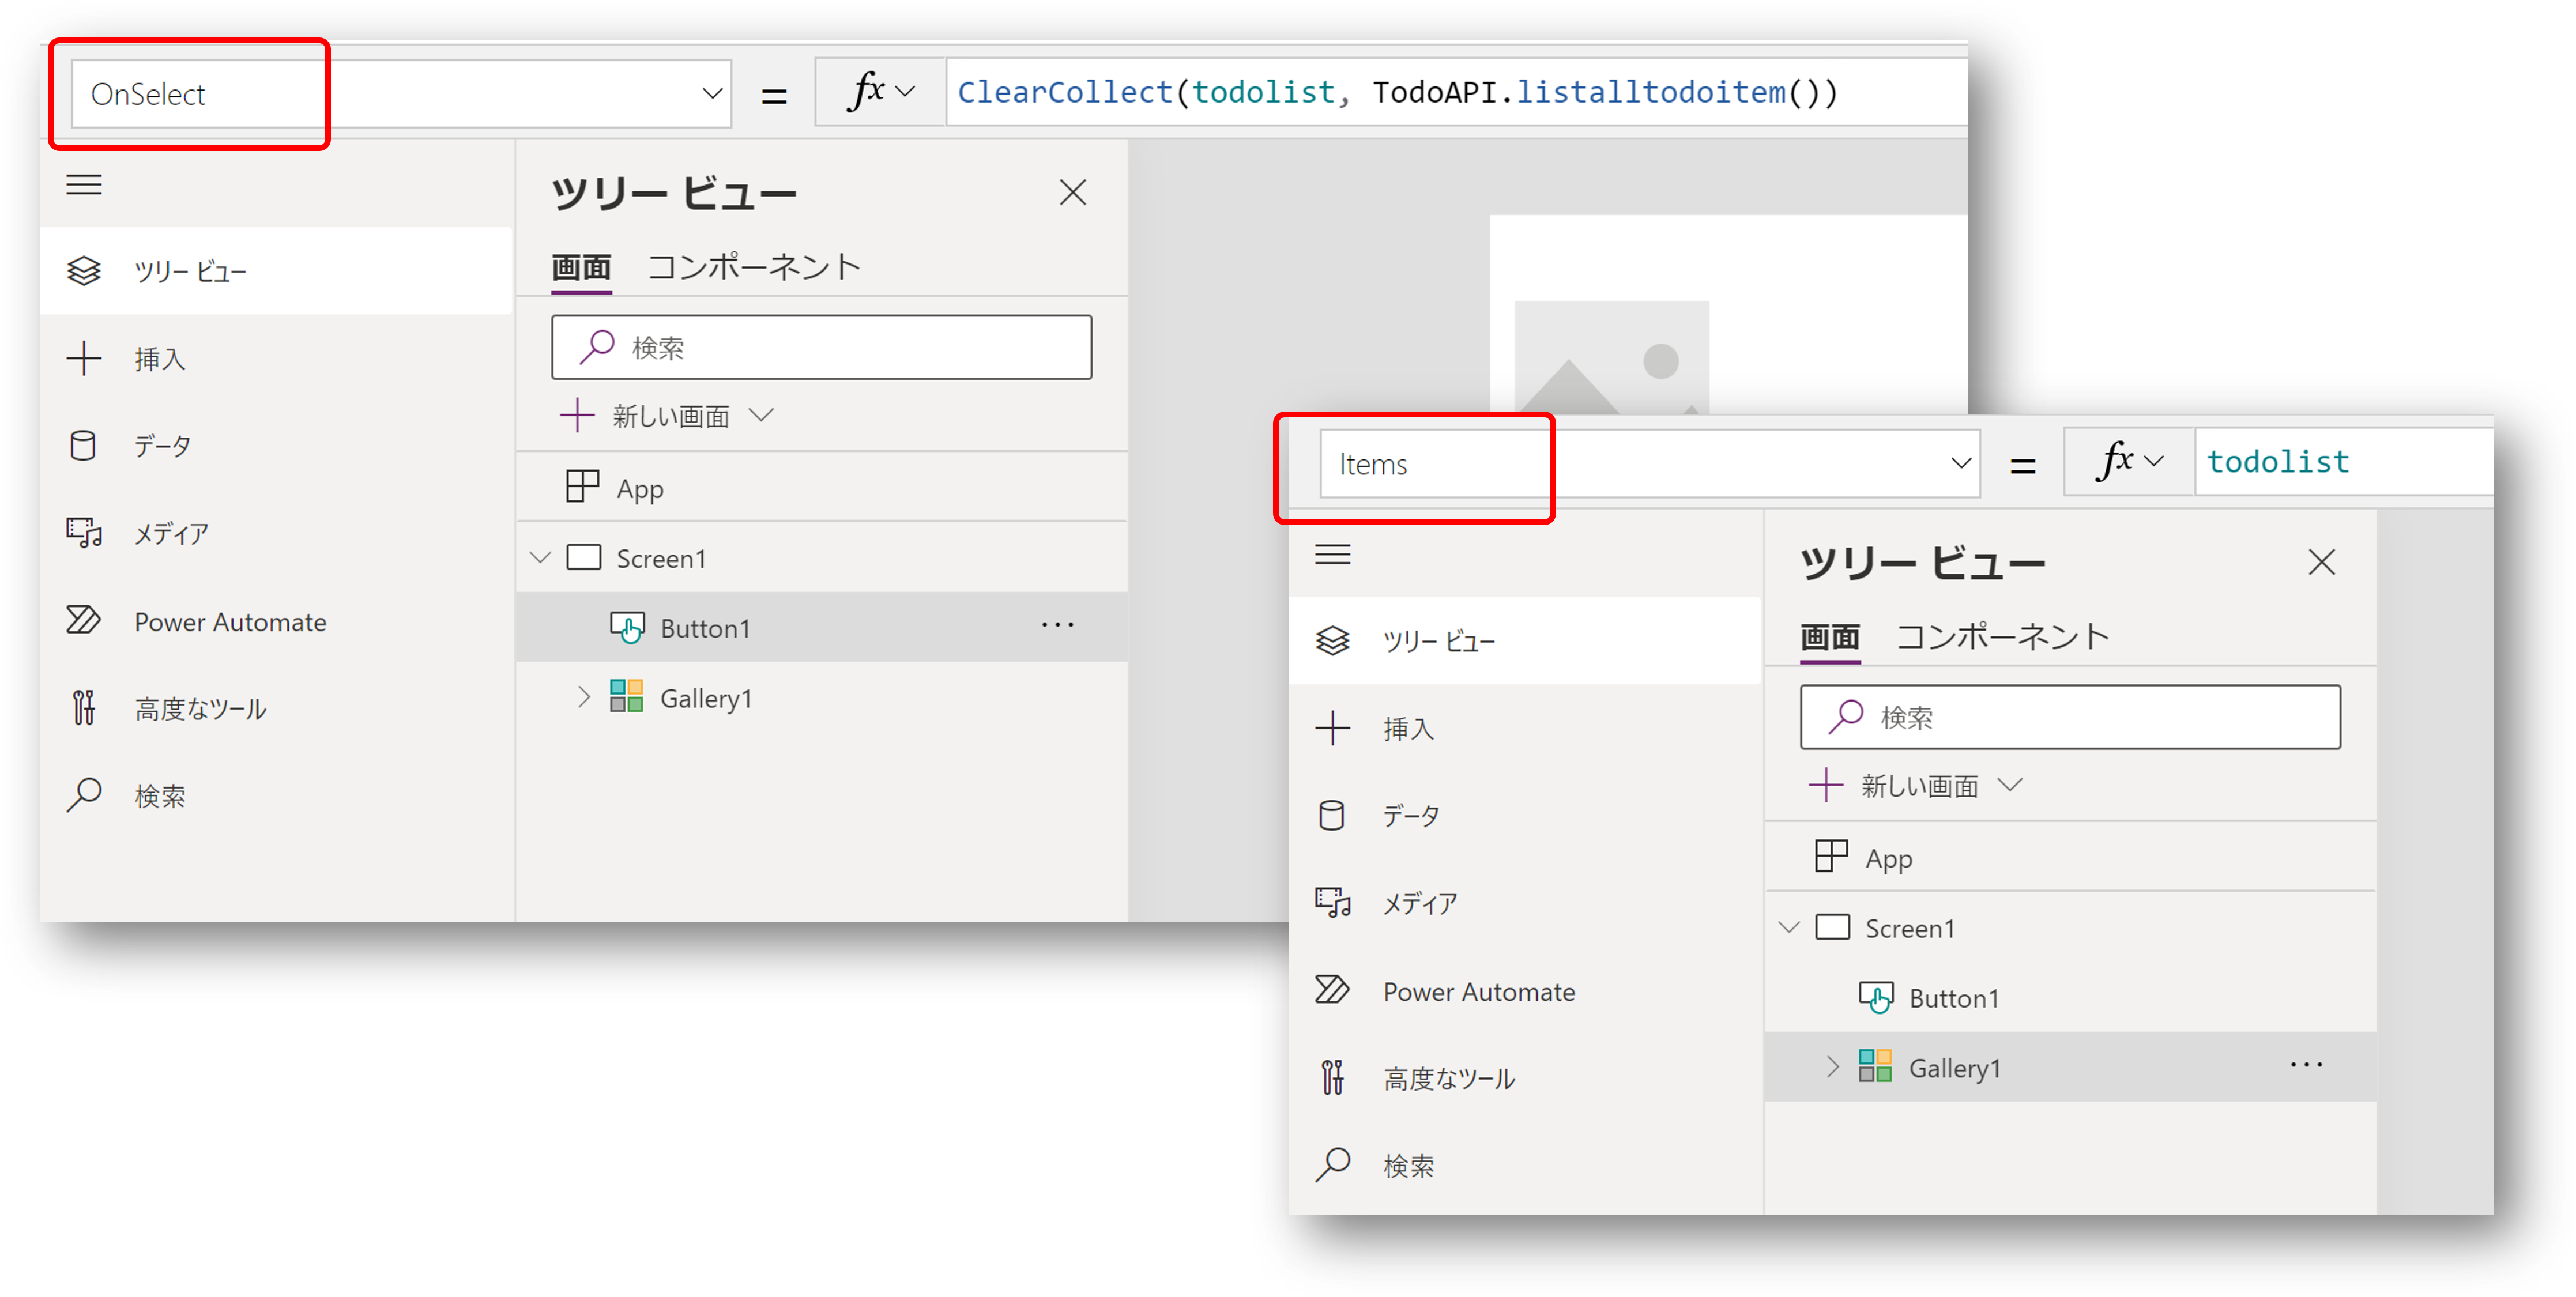 OnSelect = fx ClearCollect(todolist, TodoAPI.listalltodoitem())
ツリー ビュー
挿入
データ
メディア
Power Automate
高度なツール
検索
ツリー ビュー
画面 コンポーネント
検索
新しい画面
App
Screen1
Button1 ...
Gallery1
Items = fx todolist
ツリー ビュー
挿入
データ
メディア
Power Automate
高度なツール
検索
ツリー ビュー
画面 コンポーネント
検索
新しい画面
App
Screen1
Button1
Gallery1 ...